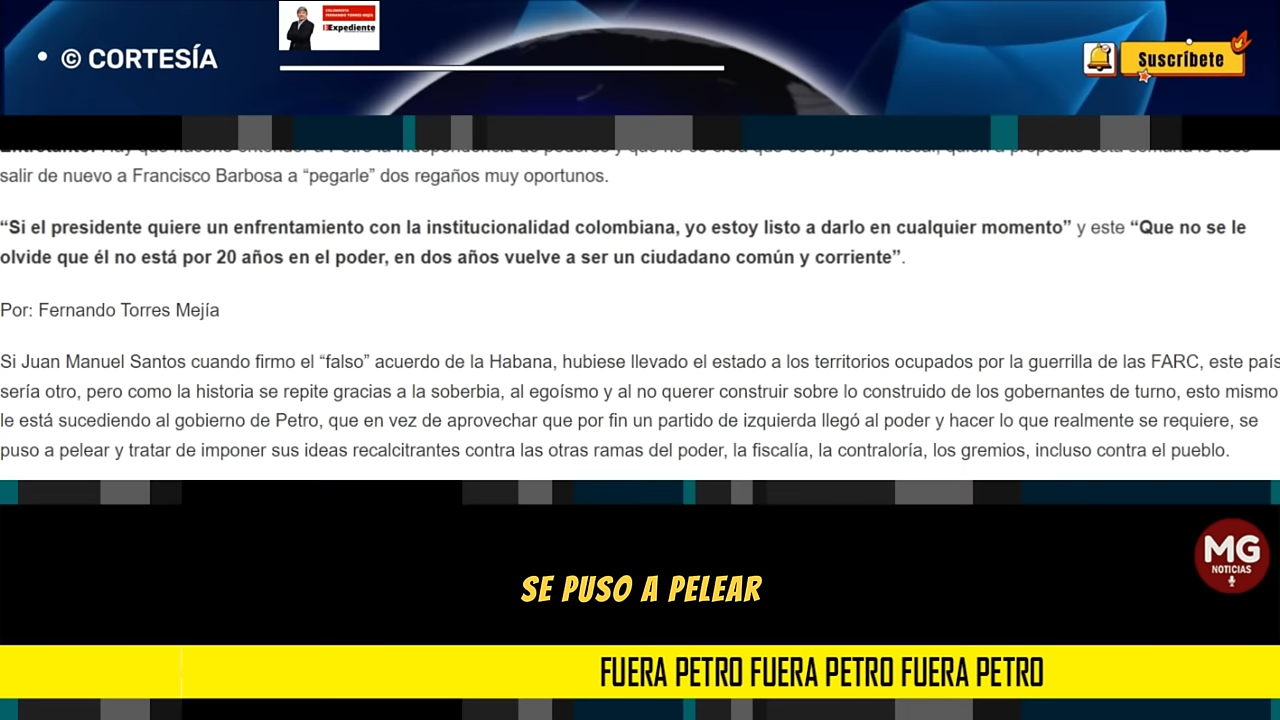 • © CORTESÍA
COLUMNISTA
FERNANDO TORRES MEJÍA
Expediente
Suscríbete
salir de nuevo a Francisco Barbosa a “pegarle” dos regaños muy oportunos.
“Si el presidente quiere un enfrentamiento con la institucionalidad colombiana, yo estoy listo a darlo en cualquier momento” y este “Que no se le
olvide que él no está por 20 años en el poder, en dos años vuelve a ser un ciudadano común y corriente”.
Por: Fernando Torres Mejía
Si Juan Manuel Santos cuando firmo el “falso” acuerdo de la Habana, hubiese llevado el estado a los territorios ocupados por la guerrilla de las FARC, este país
sería otro, pero como la historia se repite gracias a la soberbia, al egoísmo y al no querer construir sobre lo construido de los gobernantes de turno, esto mismo
le está sucediendo al gobierno de Petro, que en vez de aprovechar que por fin un partido de izquierda llegó al poder y hacer lo que realmente se requiere, se
puso a pelear y tratar de imponer sus ideas recalcitrantes contra las otras ramas del poder, la fiscalía, la contraloría, los gremios, incluso contra el pueblo.
MG
NOTICIAS
SE PUSO A PELEAR
FUERA PETRO FUERA PETRO FUERA PETRO